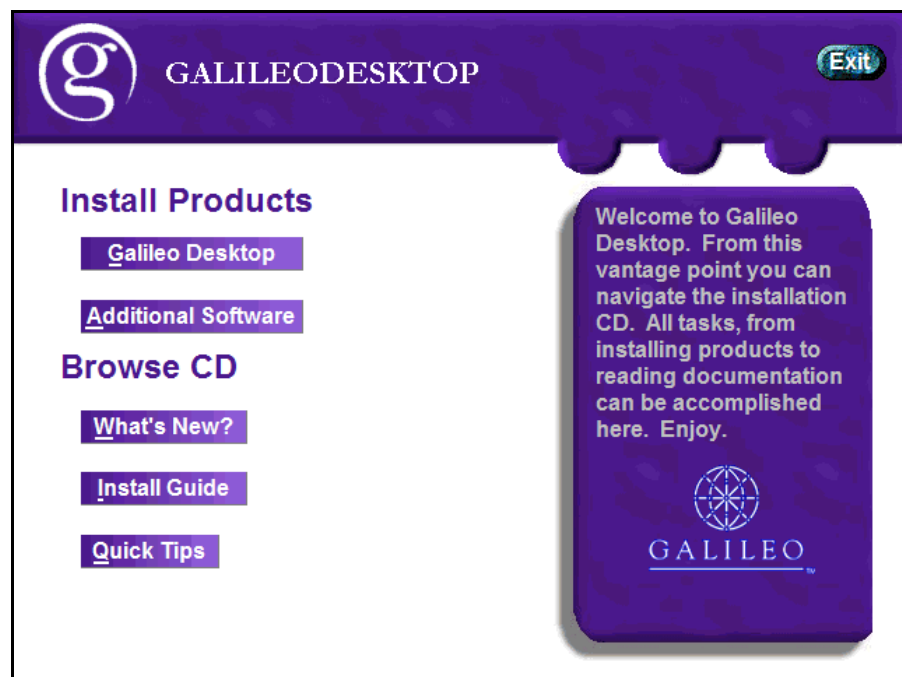 g
GALILEODESKTOP
Exit
Install Products
Galileo Desktop
Additional Software
Browse CD
What's New?
Install Guide
Quick Tips
Welcome to Galileo
Desktop. From this
vantage point you can
navigate the installation
CD. All tasks, from
installing products to
reading documentation
can be accomplished
here. Enjoy.
GALILEO
TM